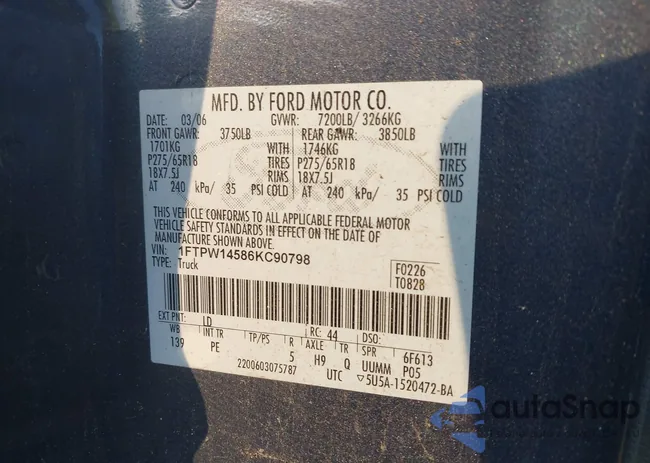 MFD. BY FORD MOTOR CO.
DATE: 03/06 GVWR: 7200LB/ 3266KG
FRONT GAWR: 3750LB REAR GAWR: 3850LB
1701KG WITH 1746KG WITH
P275/65R18 TIRES P275/65R18 TIRES
18X7.5J RIMS 18X7.5J RIMS
AT 240 kPa/ 35 PSI COLD AT 240 kPa/ 35 PSI COLD
THIS VEHICLE CONFORMS TO ALL APPLICABLE FEDERAL MOTOR
VEHICLE SAFETY STANDARDS IN EFFECT ON THE DATE OF
MANUFACTURE SHOWN ABOVE.
VIN: 1FTPW14586KC90798
TYPE: Truck
F0226
T0828
EXT PNT: LD RC: 44 DSO:
WB INT TR TP/PS R AXLE TR SPR 6F613
139 PE 5 H9 Q UUMM P05
2200603075787 UTC 5U5A-1520472-BA
autoSnap